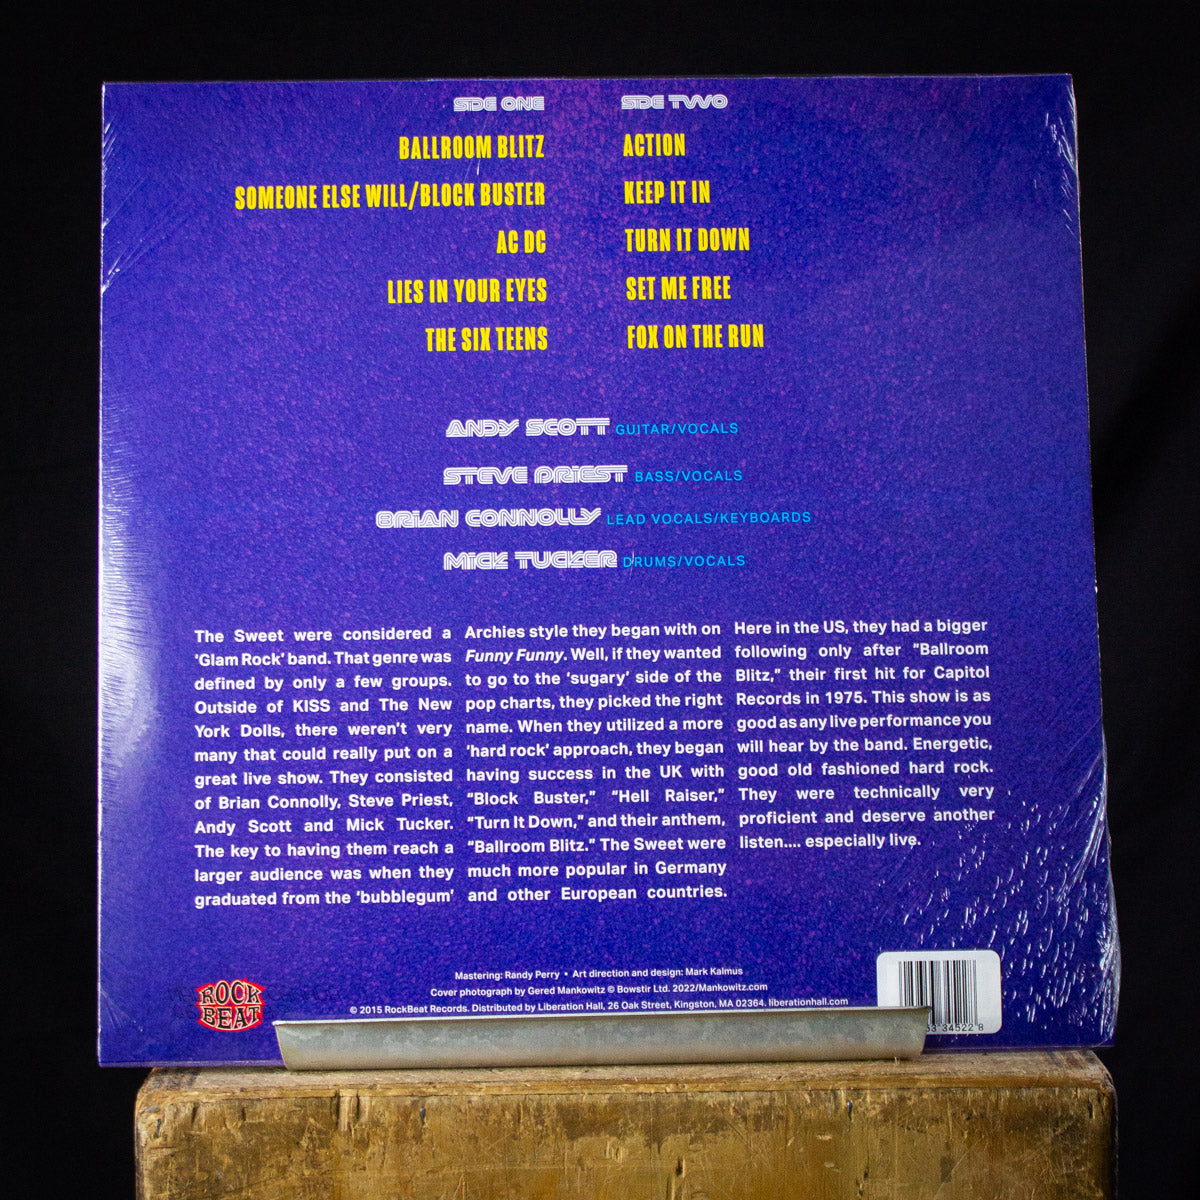 SIDE ONE
BALLROOM BLITZ
SOMEONE ELSE WILL/BLOCK BUSTER
AC DC
LIES IN YOUR EYES
THE SIX TEENS
SIDE TWO
ACTION
KEEP IT IN
TURN IT DOWN
SET ME FREE
FOX ON THE RUN
ANDY SCOTT GUITAR/VOCALS
STEVE PRIEST BASS/VOCALS
BRIAN CONNOLLY LEAD VOCALS/KEYBOARDS
MICK TUCKER DRUMS/VOCALS
The Sweet were considered a
‘Glam Rock’ band. That genre was
defined by only a few groups.
Outside of KISS and The New
York Dolls, there weren’t very
many that could really put on a
great live show. They consisted
of Brian Connolly, Steve Priest,
Andy Scott and Mick Tucker.
The key to having them reach a
larger audience was when they
graduated from the ‘bubblegum’
Archies style they began with on
Funny Funny. Well, if they wanted
to go to the ‘sugary’ side of the
pop charts, they picked the right
name. When they utilized a more
‘hard rock’ approach, they began
having success in the UK with
“Block Buster,” “Hell Raiser,”
“Turn It Down,” and their anthem,
“Ballroom Blitz.” The Sweet were
much more popular in Germany
and other European countries.
Here in the US, they had a bigger
following only after “Ballroom
Blitz,” their first hit for Capitol
Records in 1975. This show is as
good as any live performance you
will hear by the band. Energetic,
good old fashioned hard rock.
They were technically very
proficient and deserve another
listen.... especially live.
Mastering: Randy Perry • Art direction and design: Mark Kalmus
Cover photograph by Gered Mankowitz © Bowstir Ltd. 2022/Mankowitz.com
© 2015 RockBeat Records. Distributed by Liberation Hall, 26 Oak Street, Kingston, MA 02364. liberationhall.com
ROCK
BEAT
34522 8